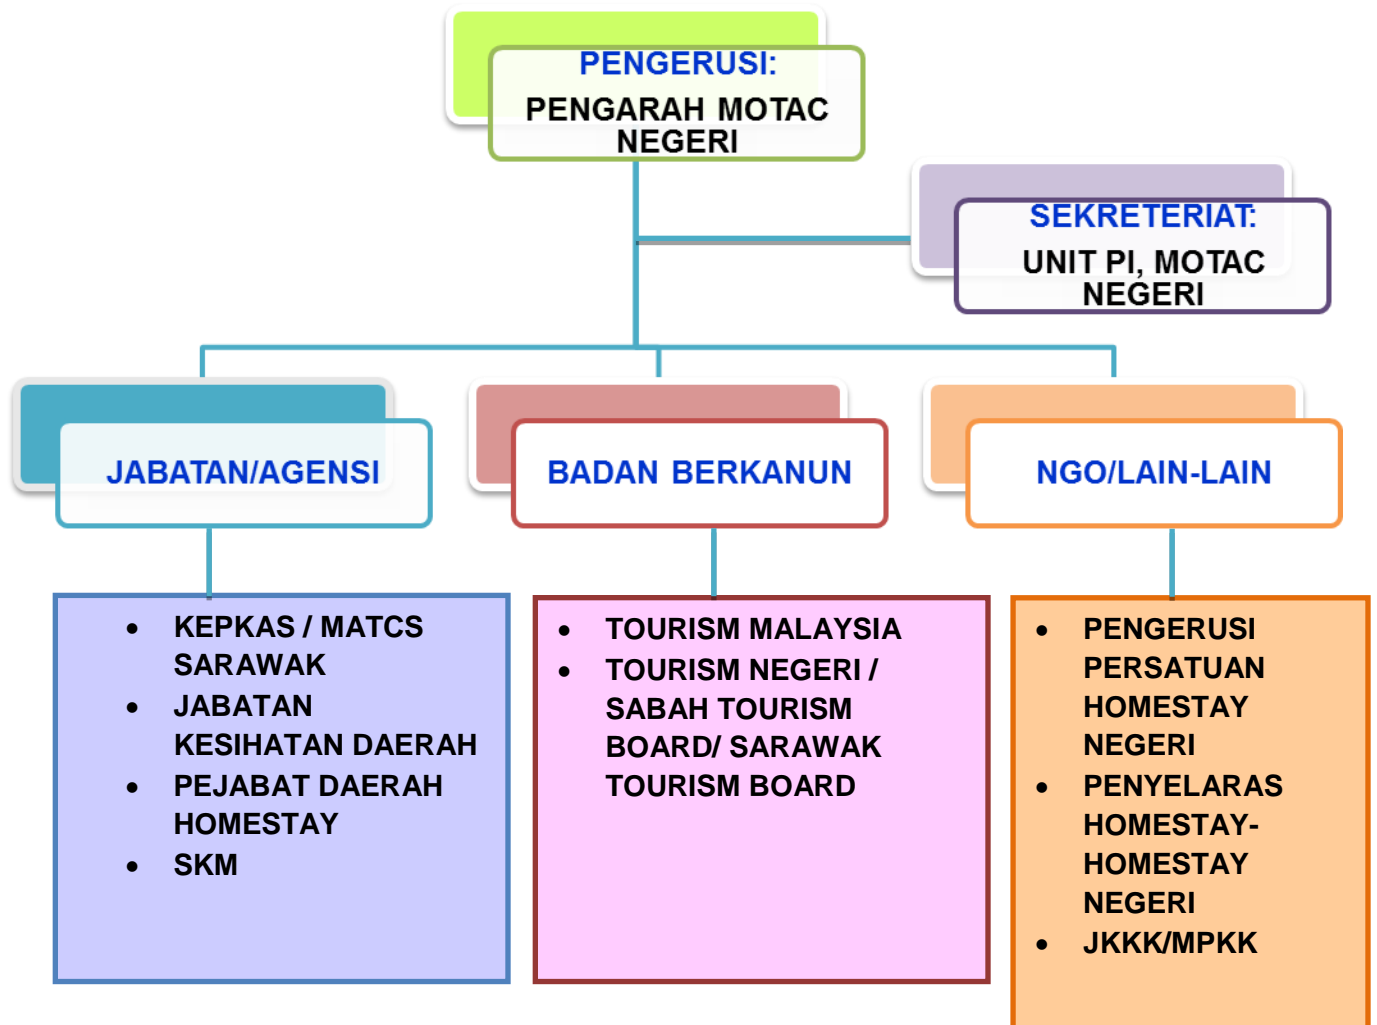 PENGERUSI:
PENGARAH MOTAC
NEGERI
SEKRETERIAT:
UNIT PI, MOTAC
NEGERI
JABATAN/AGENSI
BADAN BERKANUN
NGO/LAIN-LAIN
• KEPKAS / MATCS
SARAWAK
• JABATAN
KESIHATAN DAERAH
• PEJABAT DAERAH
HOMESTAY
• SKM
• TOURISM MALAYSIA
• TOURISM NEGERI /
SABAH TOURISM
BOARD/ SARAWAK
TOURISM BOARD
• PENGERUSI
PERSATUAN
HOMESTAY
NEGERI
• PENYELARAS
HOMESTAY-
HOMESTAY
NEGERI
• JKKK/MPKK